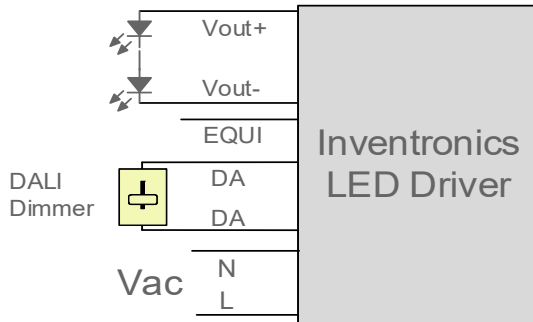 Vout+
Vout-
EQUI
DALI
Dimmer
DA
DA
Vac
N
L
Inventronics
LED Driver